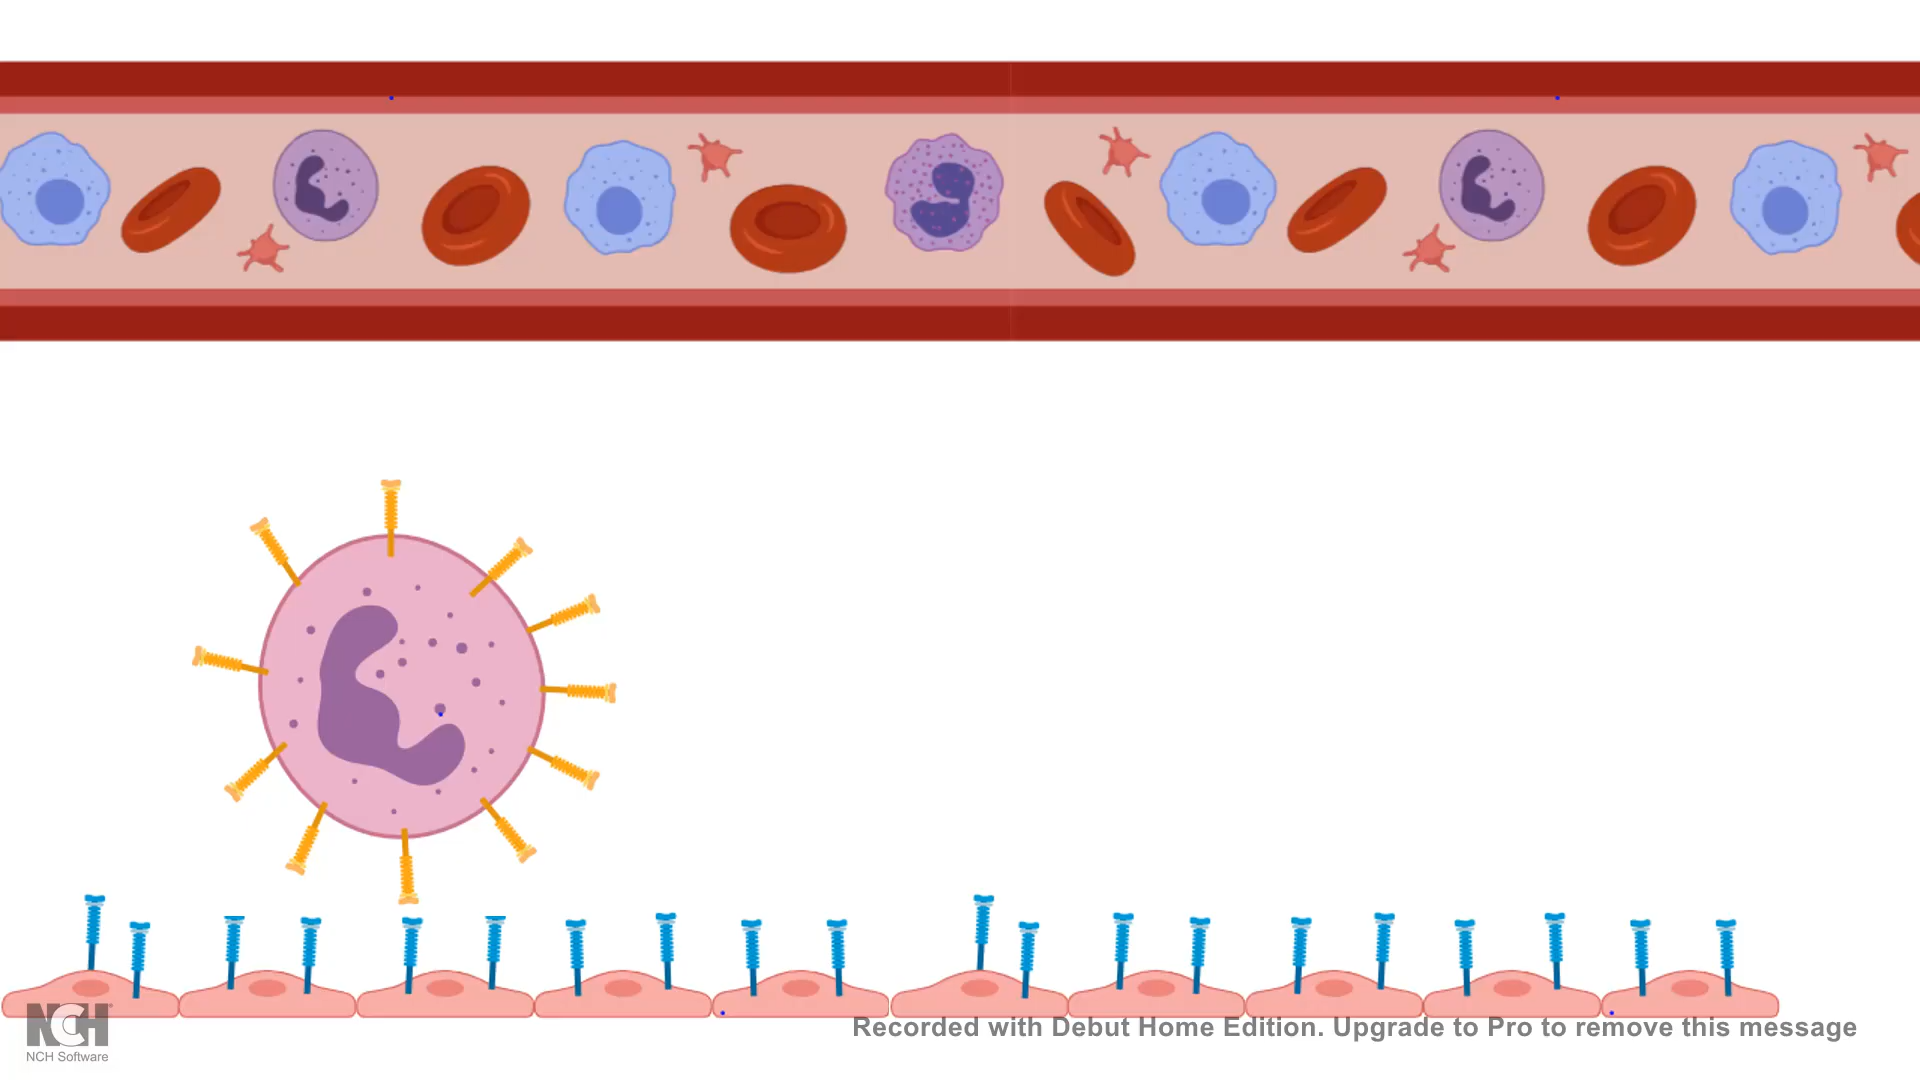 NCH
NCH Software
Recorded with Debut Home Edition. Upgrade to Pro to remove this message